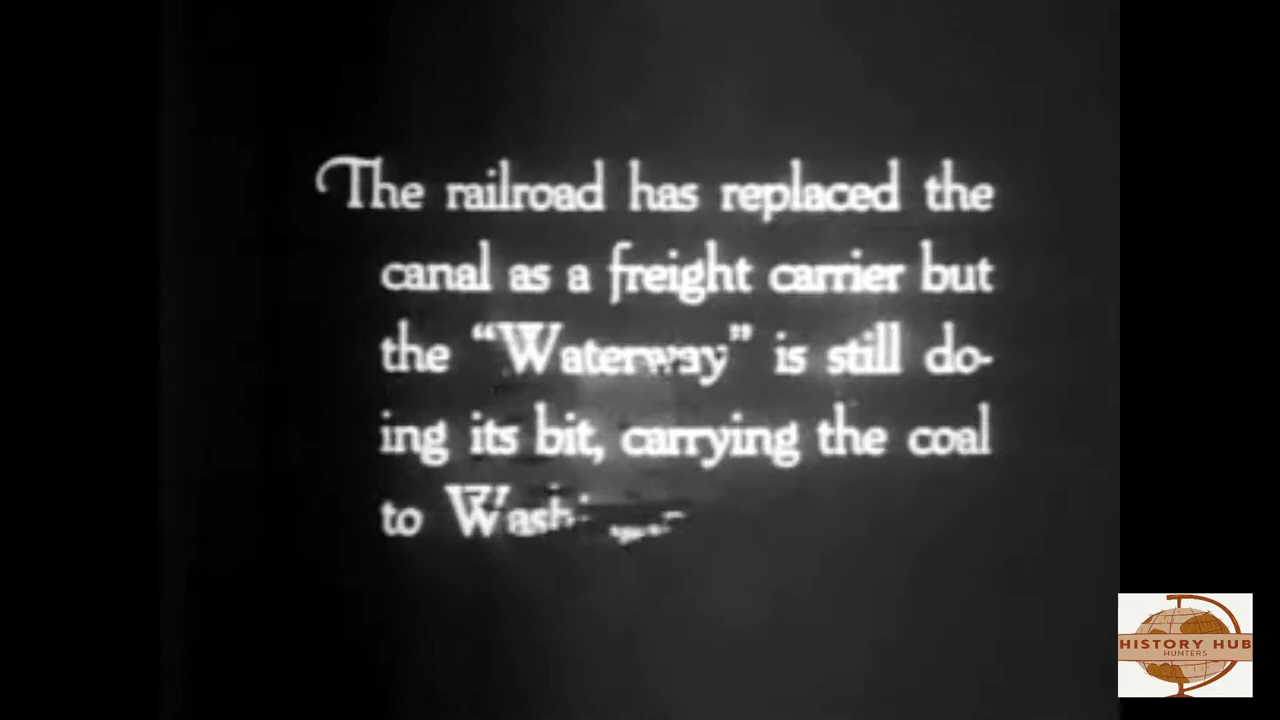 The railroad has replaced the
canal as a freight carrier but
the “Waterway” is still do-
ing its bit, carrying the coal
to
HISTORY HUB
HUNTERS